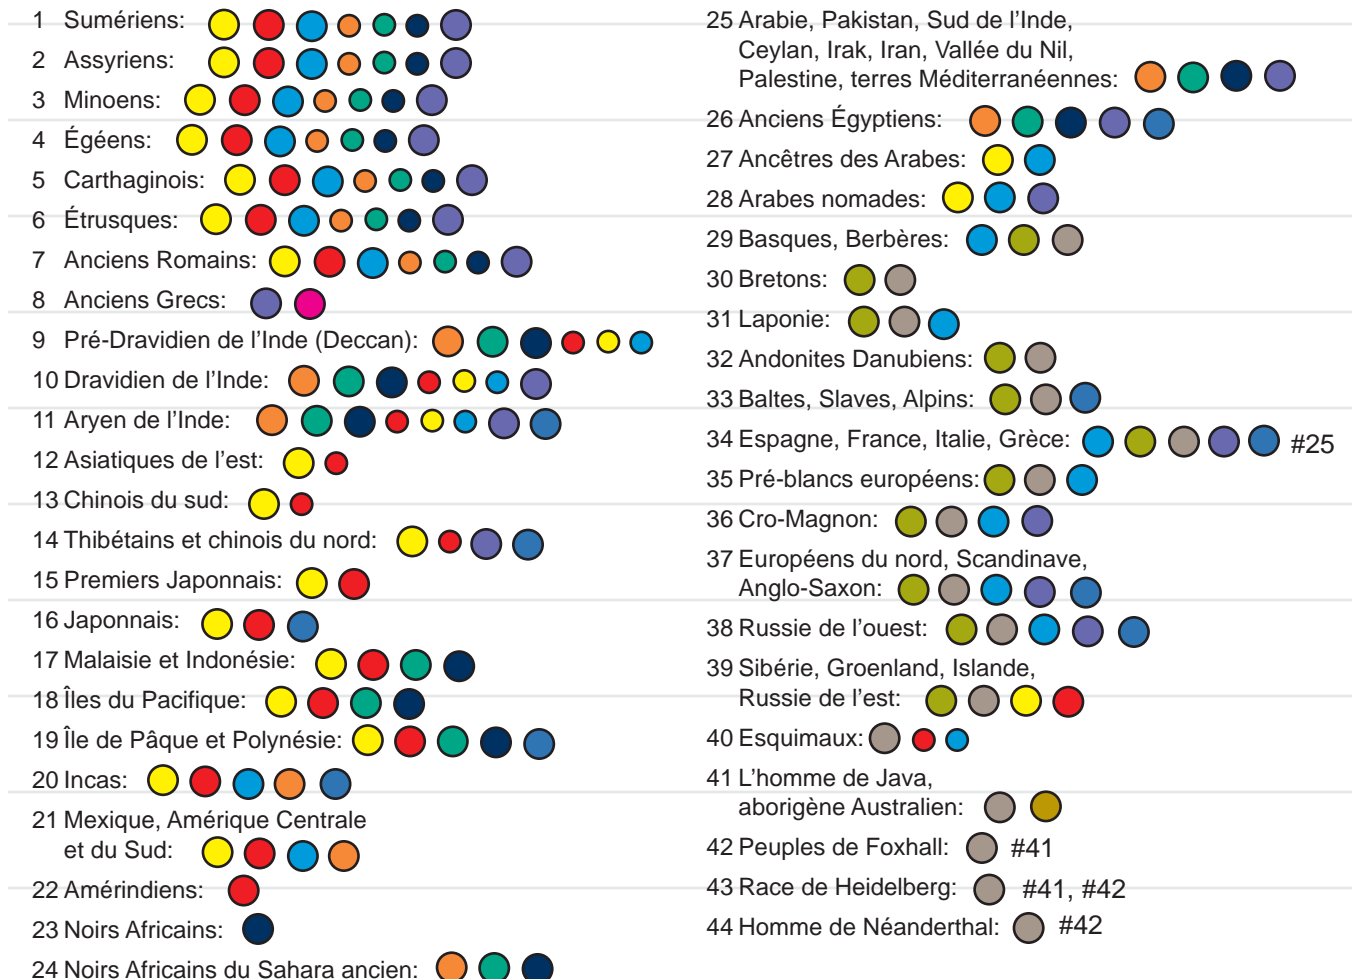 1 Sumériens:
2 Assyriens:
3 Minoens:
4 Égéens:
5 Carthaginois:
6 Étrusques:
7 Anciens Romains:
8 Anciens Grecs:
9 Pré-Dravidien de l’Inde (Deccan):
10 Dravidien de l’Inde:
11 Aryen de l’Inde:
12 Asiatiques de l’est:
13 Chinois du sud:
14 Thibétains et chinois du nord:
15 Premiers Japonnais:
16 Japonnais:
17 Malaisie et Indonésie:
18 Îles du Pacifique:
19 Île de Pâque et Polynésie:
20 Incas:
21 Mexique, Amérique Centrale
et du Sud:
22 Amérindiens:
23 Noirs Africains:
24 Noirs Africains du Sahara ancien:
25 Arabie, Pakistan, Sud de l’Inde,
Ceylan, Irak, Iran, Vallée du Nil,
Palestine, terres Méditerranéennes:
26 Anciens Égyptiens:
27 Ancêtres des Arabes:
28 Arabes nomades:
29 Basques, Berbères:
30 Bretons:
31 Laponie:
32 Andonites Danubiens:
33 Baltes, Slaves, Alpins:
34 Espagne, France, Italie, Grèce: #25
35 Pré-blancs européens:
36 Cro-Magnon:
37 Européens du nord, Scandinave,
Anglo-Saxon:
38 Russie de l’ouest:
39 Sibérie, Groenland, Islande,
Russie de l’est:
40 Esquimaux:
41 L’homme de Java,
aborigène Australien:
42 Peuples de Foxhall: #41
43 Race de Heidelberg: #41, #42
44 Homme de Néanderthal: #42